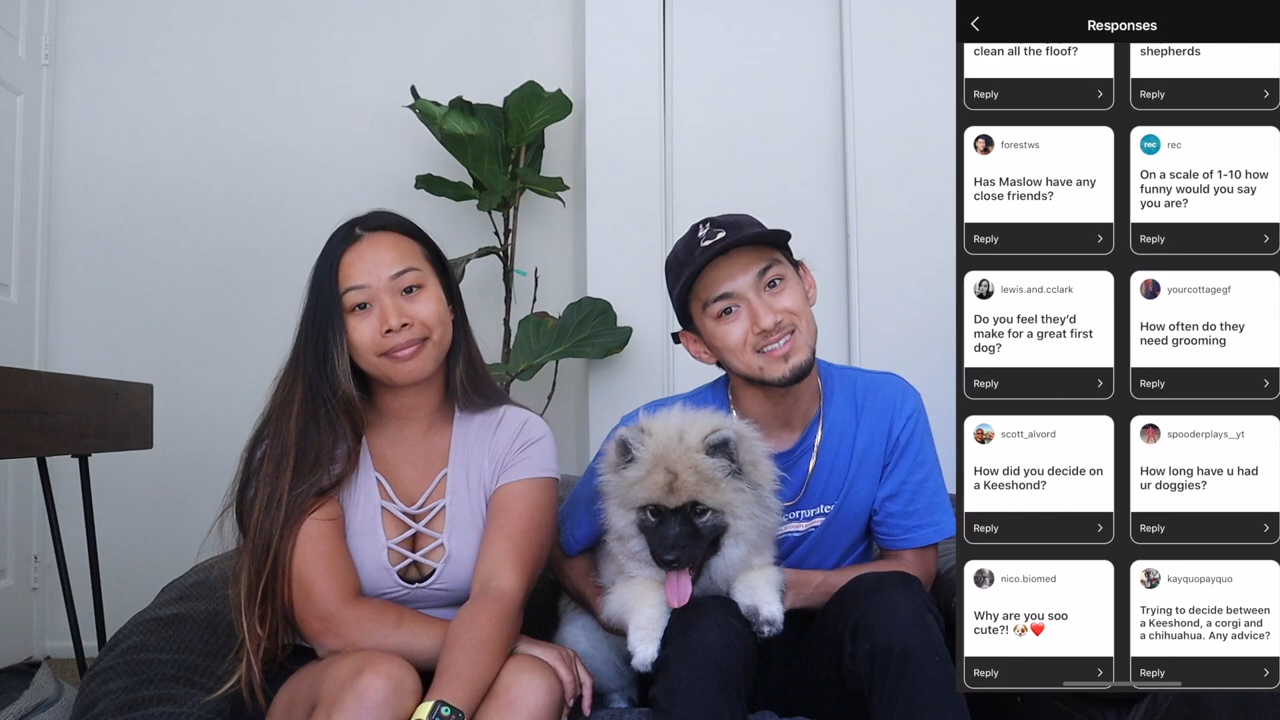 Responses
clean all the floof?
Reply
shepherds
Reply
forestws
Has Maslow have any
close friends?
Reply
rec
rec
On a scale of 1-10 how
funny would you say
you are?
Reply
lewis.and.cclark
Do you feel they’d
make for a great first
dog?
Reply
yourcottagegf
How often do they
need grooming
Reply
scott_alvord
How did you decide on
a Keeshond?
Reply
spooderplays__yt
How long have u had
ur doggies?
Reply
nico.biomed
Why are you soo
cute?! 🐶❤️
Reply
kayquopayquo
Trying to decide between
a Keeshond, a corgi and
a chihuahua. Any advice?
Reply
corporated